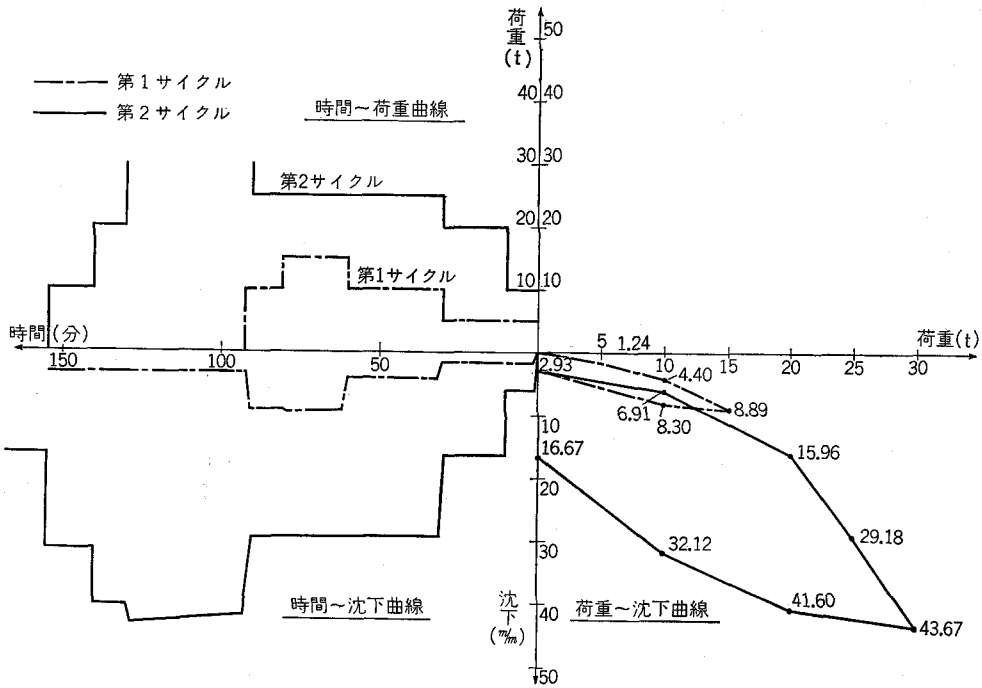 荷重(t)
50
第1サイクル
第2サイクル
時間〜荷重曲線
40 40
30 30
第2サイクル
20 20
第1サイクル
10 10
時間(分)
150
100
50
5
1.24
10
15
20
25
30
荷重(t)
2.93
4.40
6.91
8.30
8.89
10
16.67
15.96
20
29.18
30
32.12
時間〜沈下曲線
沈下(m/m)
荷重〜沈下曲線
40
41.60
43.67
50